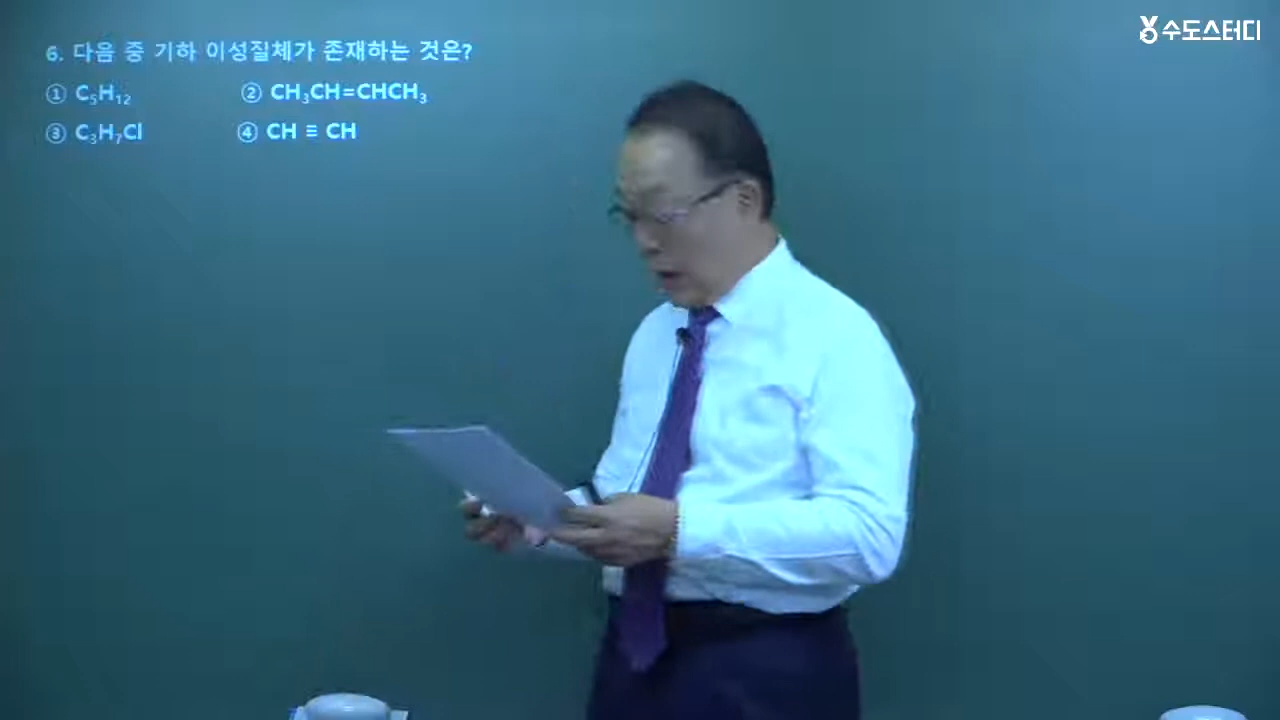 수도스터디
6. 다음 중 기하 이성질체가 존재하는 것은?
① C₅H₁₂ ② CH₃CH=CHCH₃
③ C₃H₇Cl ④ CH ≡ CH